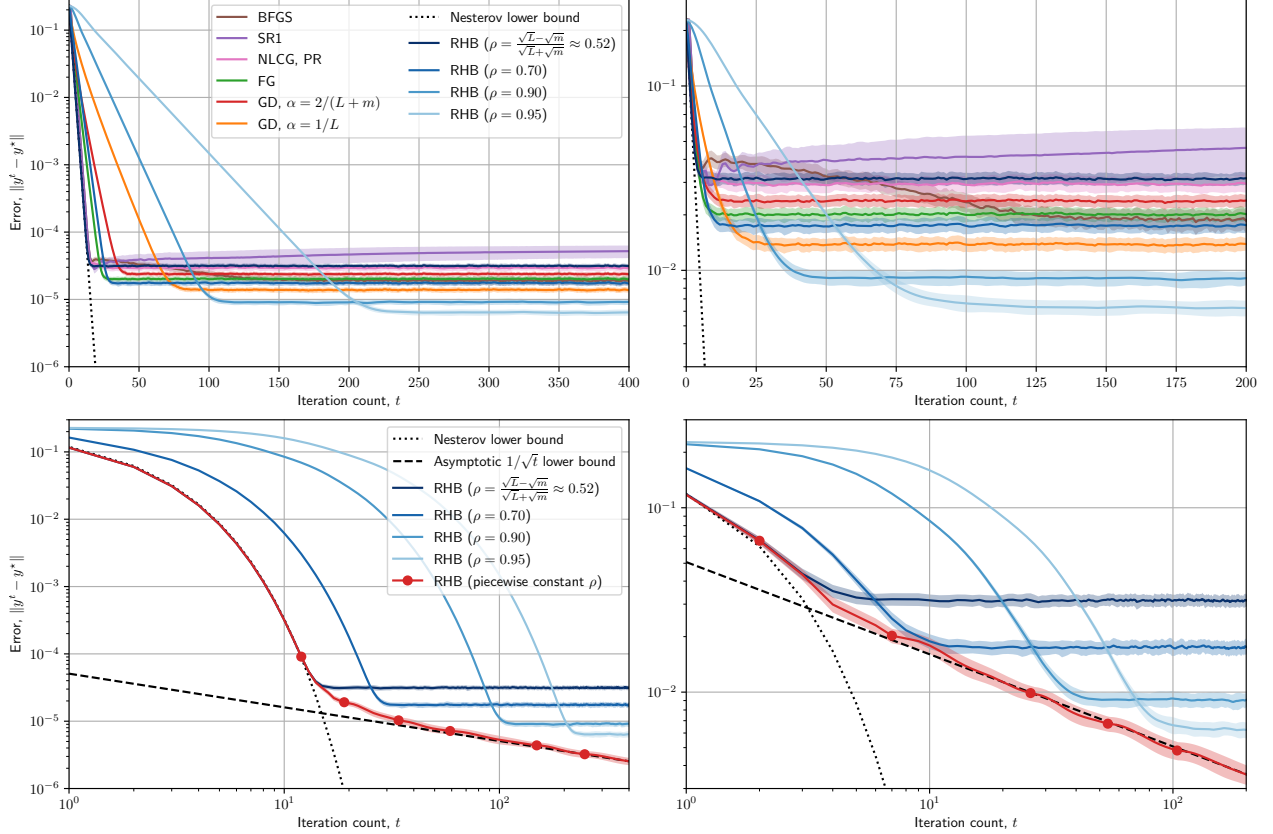 BFGS
SR1
NLCG, PR
FG
GD, α = 2/(L + m)
GD, α = 1/L
Nesterov lower bound
RHB (ρ = (√L−√m)/(√L+√m) ≈ 0.52)
RHB (ρ = 0.70)
RHB (ρ = 0.90)
RHB (ρ = 0.95)
Error, ‖y^t − y^⋆‖
10^−1
10^−2
10^−3
10^−4
10^−5
10^−6
0 50 100 150 200 250 300 350 400
Iteration count, t
10^−1
10^−2
0 25 50 75 100 125 150 175 200
Iteration count, t
Nesterov lower bound
Asymptotic 1/√t lower bound
RHB (ρ = (√L−√m)/(√L+√m) ≈ 0.52)
RHB (ρ = 0.70)
RHB (ρ = 0.90)
RHB (ρ = 0.95)
RHB (piecewise constant ρ)
Error, ‖y^t − y^⋆‖
10^−1
10^−2
10^−3
10^−4
10^−5
10^−6
10^0 10^1 10^2
Iteration count, t
10^−1
10^−2
10^0 10^1 10^2
Iteration count, t